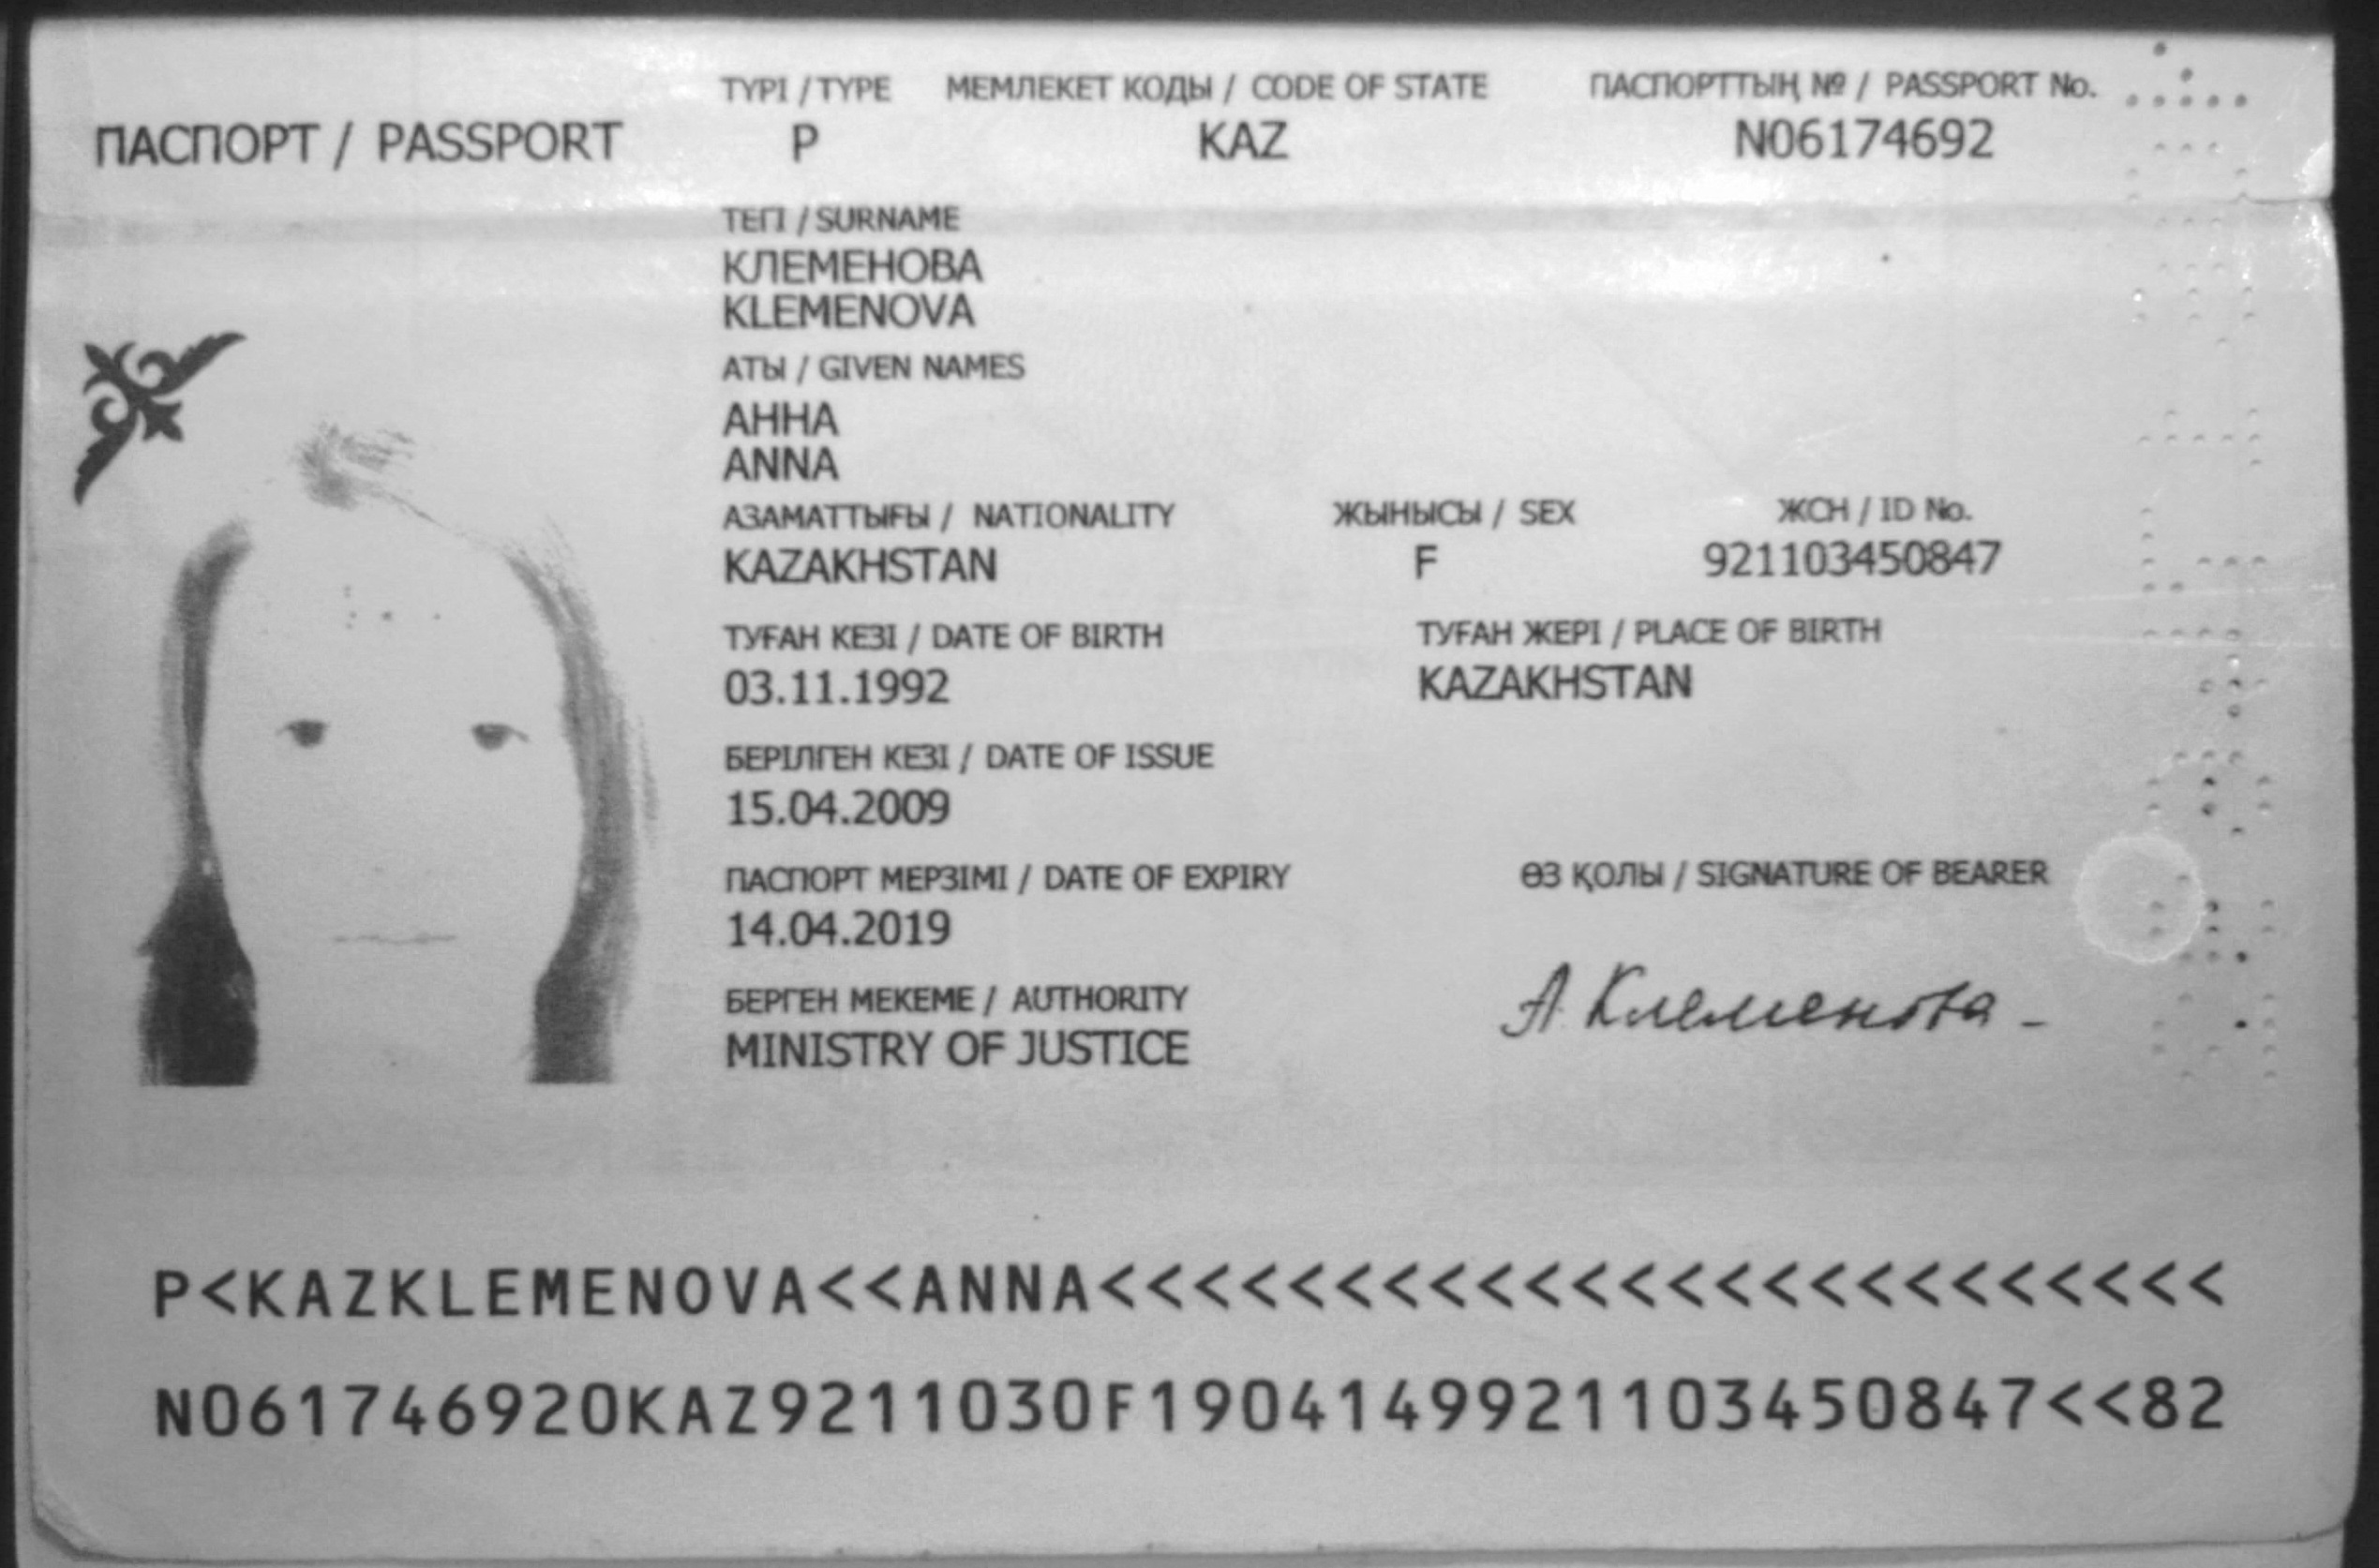 ПАСПОРТ / PASSPORT
ТҮРІ / TYPE
P
МЕМЛЕКЕТ КОДЫ / CODE OF STATE
KAZ
ПАСПОРТТЫҢ № / PASSPORT No.
N06174692
ТЕГІ / SURNAME
КЛЕМЕНОВА
KLEMENOVA
АТЫ / GIVEN NAMES
АННА
ANNA
АЗАМАТТЫҒЫ / NATIONALITY
KAZAKHSTAN
ЖЫНЫСЫ / SEX
F
ЖСН / ID No.
921103450847
ТУҒАН КЕЗІ / DATE OF BIRTH
03.11.1992
ТУҒАН ЖЕРІ / PLACE OF BIRTH
KAZAKHSTAN
БЕРІЛГЕН КЕЗІ / DATE OF ISSUE
15.04.2009
ПАСПОРТ МЕРЗІМІ / DATE OF EXPIRY
14.04.2019
ӨЗ ҚОЛЫ / SIGNATURE OF BEARER
А. Клеменова
БЕРГЕН МЕКЕМЕ / AUTHORITY
MINISTRY OF JUSTICE
P<KAZKLEMENOVA<<ANNA<<<<<<<<<<<<<<<<<<<<<<<<
N061746920KAZ9211030F1904149921103450847<<82